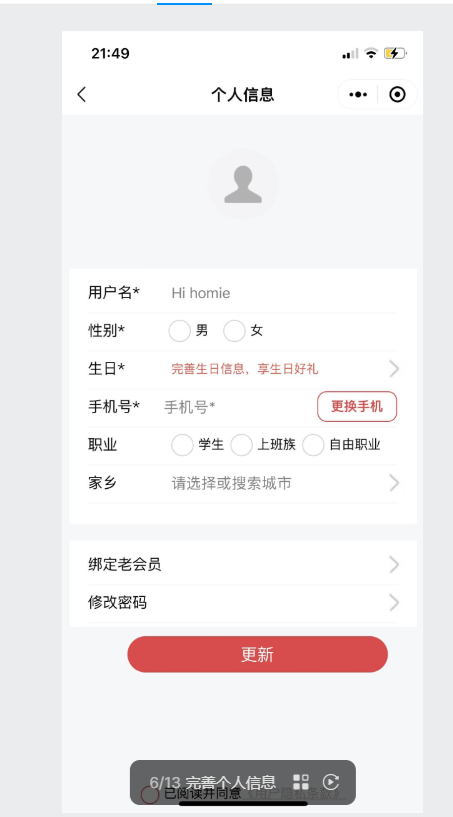 21:49
个人信息
用户名* Hi homie
性别* 男 女
生日* 完善生日信息，享生日好礼
手机号* 手机号* 更换手机
职业 学生 上班族 自由职业
家乡 请选择或搜索城市
绑定老会员
修改密码
更新
6/13 完善个人信息
已阅读并同意